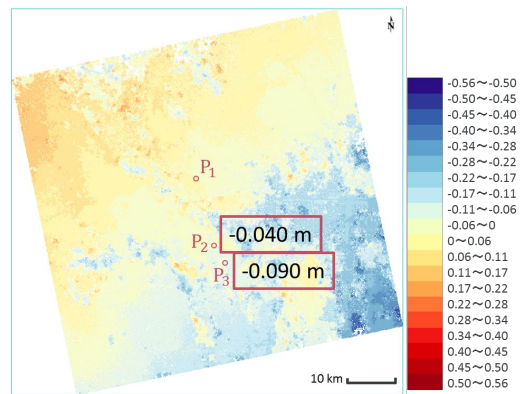 N
P1
P2
-0.040 m
P3
-0.090 m
10 km
-0.56～-0.50
-0.50～-0.45
-0.45～-0.40
-0.40～-0.34
-0.34～-0.28
-0.28～-0.22
-0.22～-0.17
-0.17～-0.11
-0.11～-0.06
-0.06～0
0～0.06
0.06～0.11
0.11～0.17
0.17～0.22
0.22～0.28
0.28～0.34
0.34～0.40
0.40～0.45
0.45～0.50
0.50～0.56